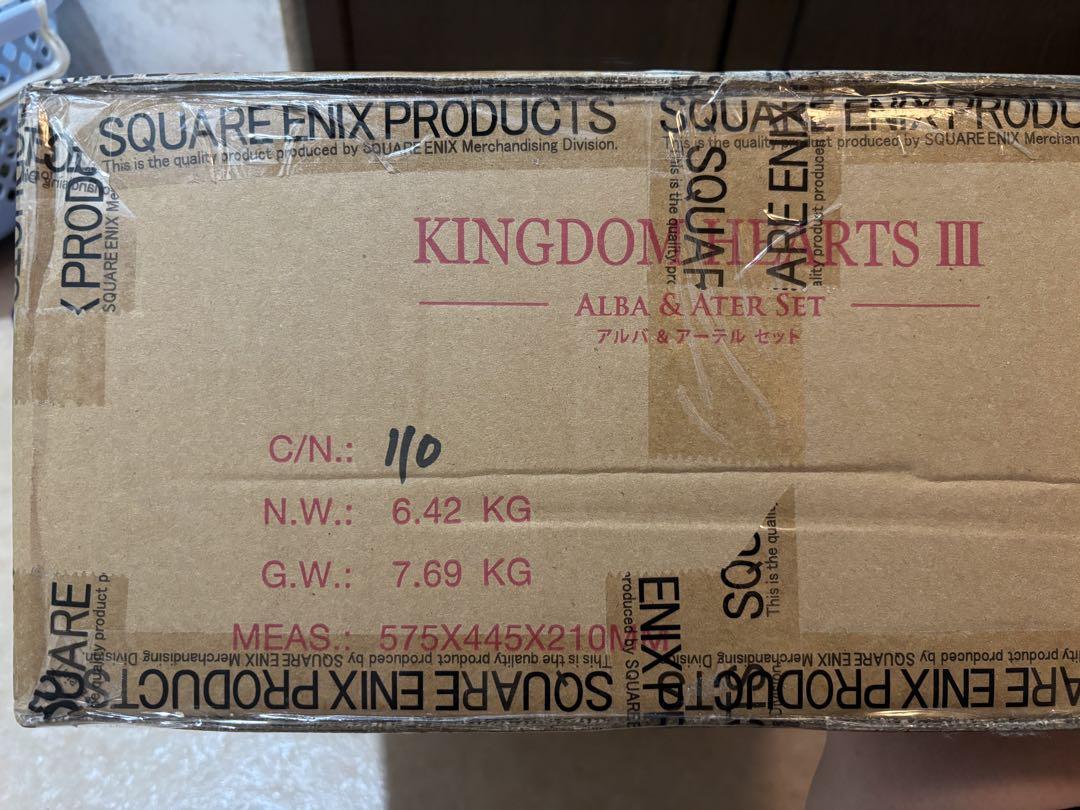 SQUARE ENIX PRODUCTS
This is the quality product produced by SQUARE ENIX Merchandising Division.
KINGDOM HEARTS III
ALBA & ATER SET
アルバ & アーテル セット
C/N.: 110
N.W.: 6.42 KG
G.W.: 7.69 KG
MEAS.: 575X445X210MM
This is the quality product produced by SQUARE ENIX Merchandising Division.
SQUARE ENIX PRODUCT